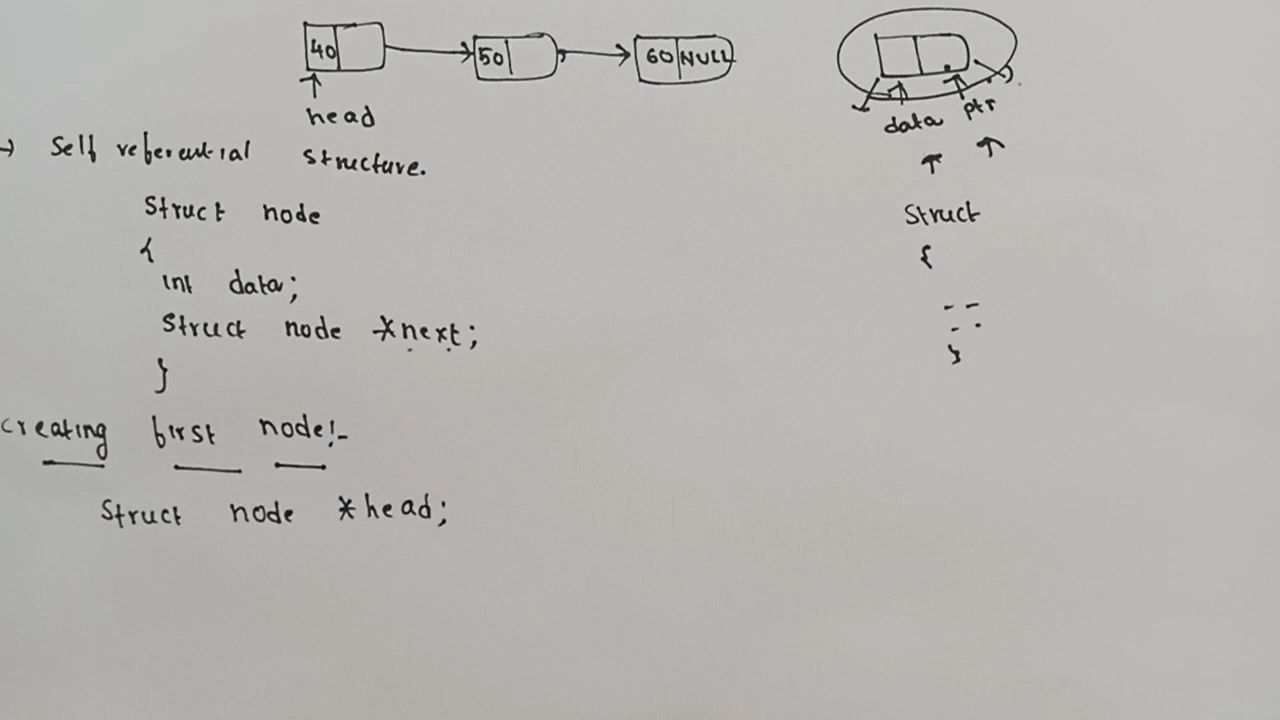 40 50 60 NULL
head
data ptr
→ Self referential structure.
Struct node
{
int data;
Struct node *next;
}
Struct
{
-- 
--
}
creating first node:-
Struct node *head;